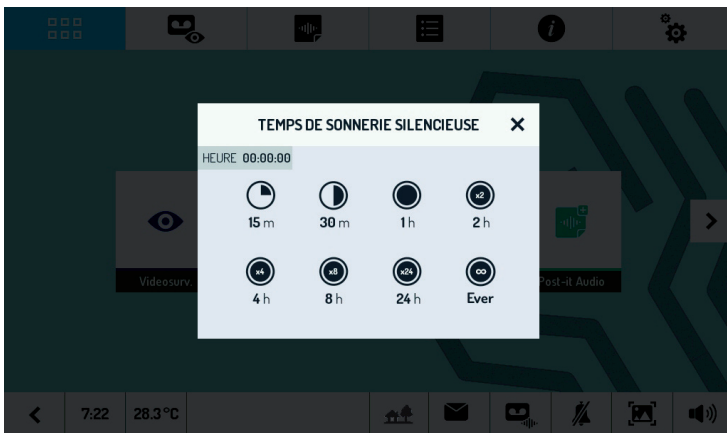 TEMPS DE SONNERIE SILENCIEUSE
HEURE 00:00:00
15 m 30 m 1 h x2 2 h
x4 4 h x8 8 h x24 24 h Ever
Videosurv. Post-it Audio
7:22 28.3°C